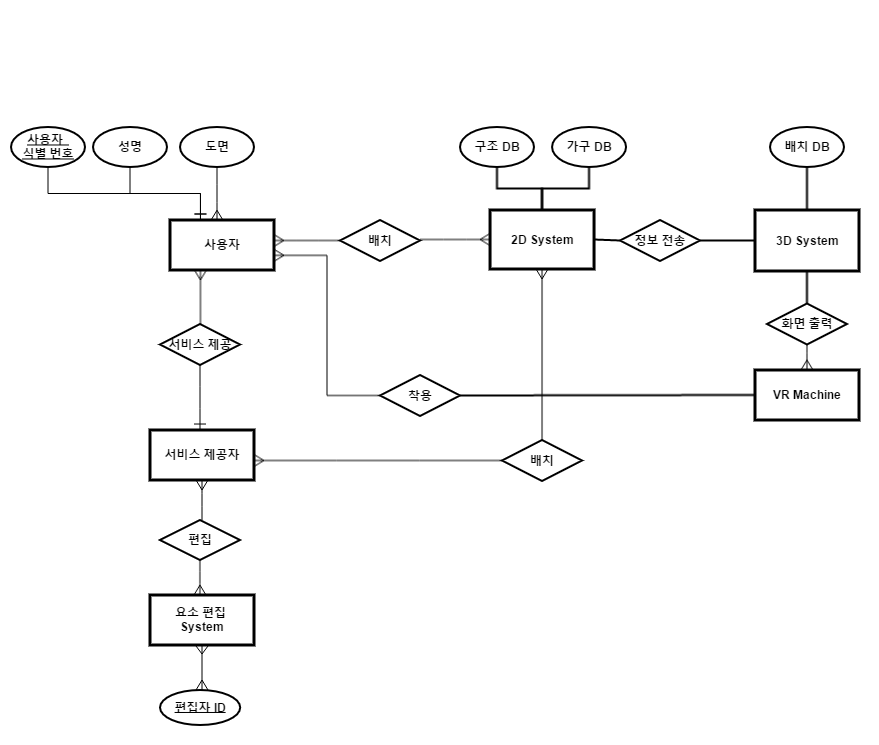 사용자
식별 번호
성명
도면
구조 DB
가구 DB
배치 DB
사용자
배치
2D System
정보 전송
3D System
서비스 제공
화면 출력
착용
VR Machine
서비스 제공자
배치
편집
요소 편집
System
편집자 ID